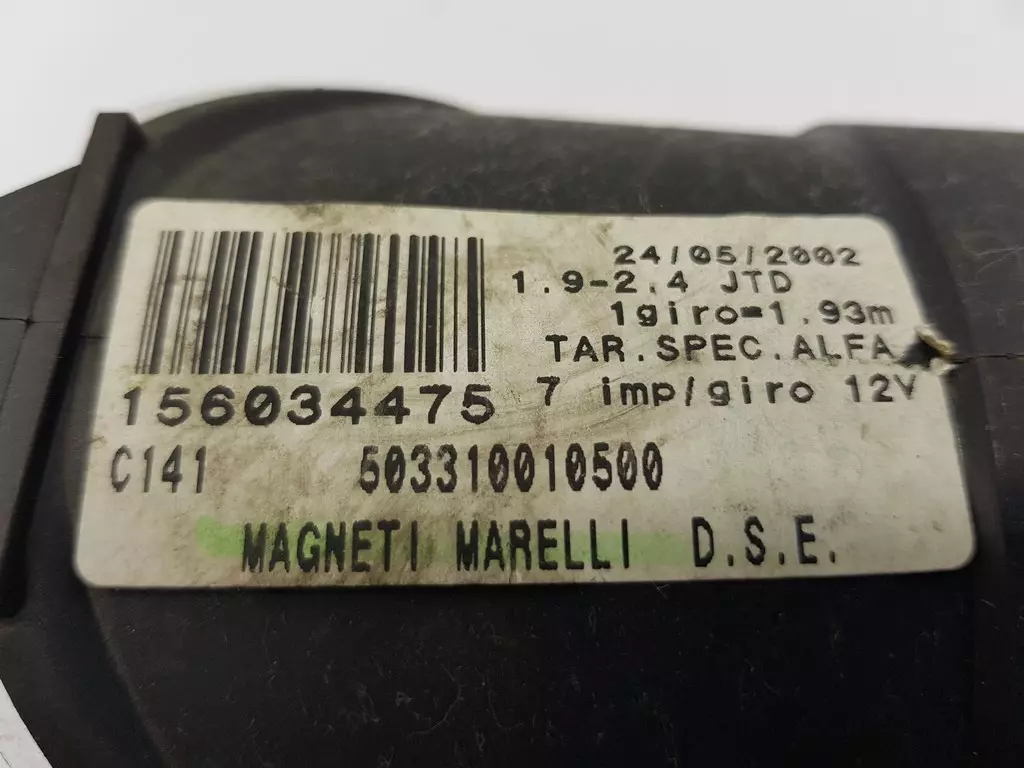 24/05/2002
1.9-2.4 JTD
1giro=1.93m
TAR.SPEC.ALFA
7 imp/giro 12V
156034475
C141 503310010500
MAGNETI MARELLI D.S.E.